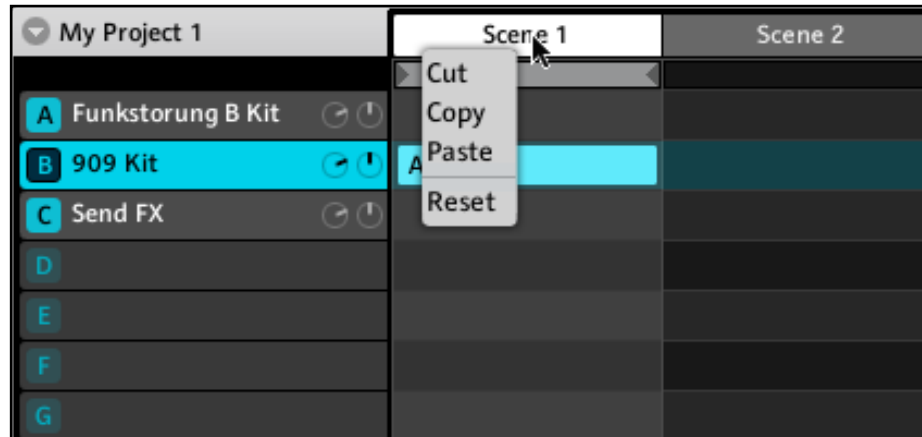 My Project 1
Scene 1
Scene 2
Cut
A Funkstorung B Kit
Copy
B 909 Kit
A
Paste
C Send FX
Reset
D
E
F
G